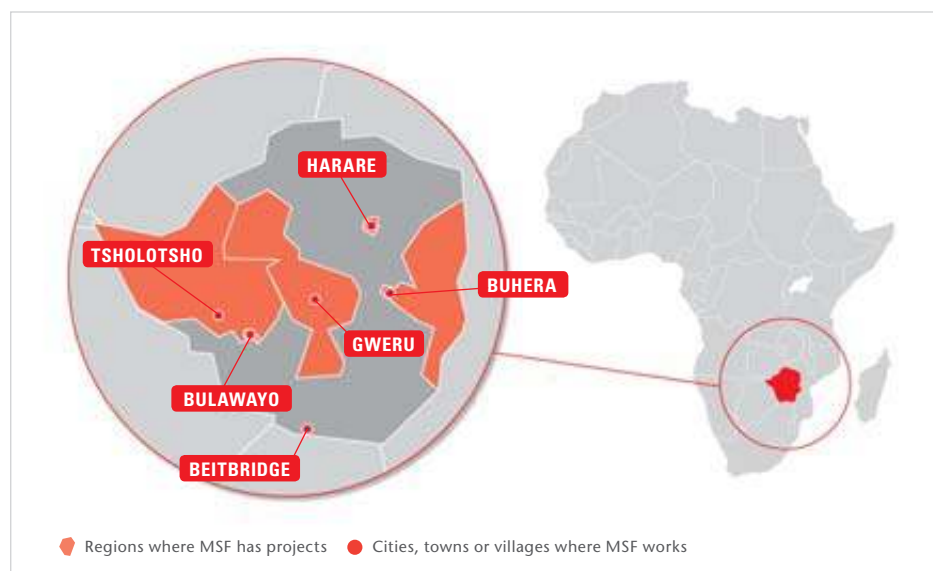 HARARE
TSHOLOTSHO
BUHERA
GWERU
BULAWAYO
BEITBRIDGE
Regions where MSF has projects
Cities, towns or villages where MSF works